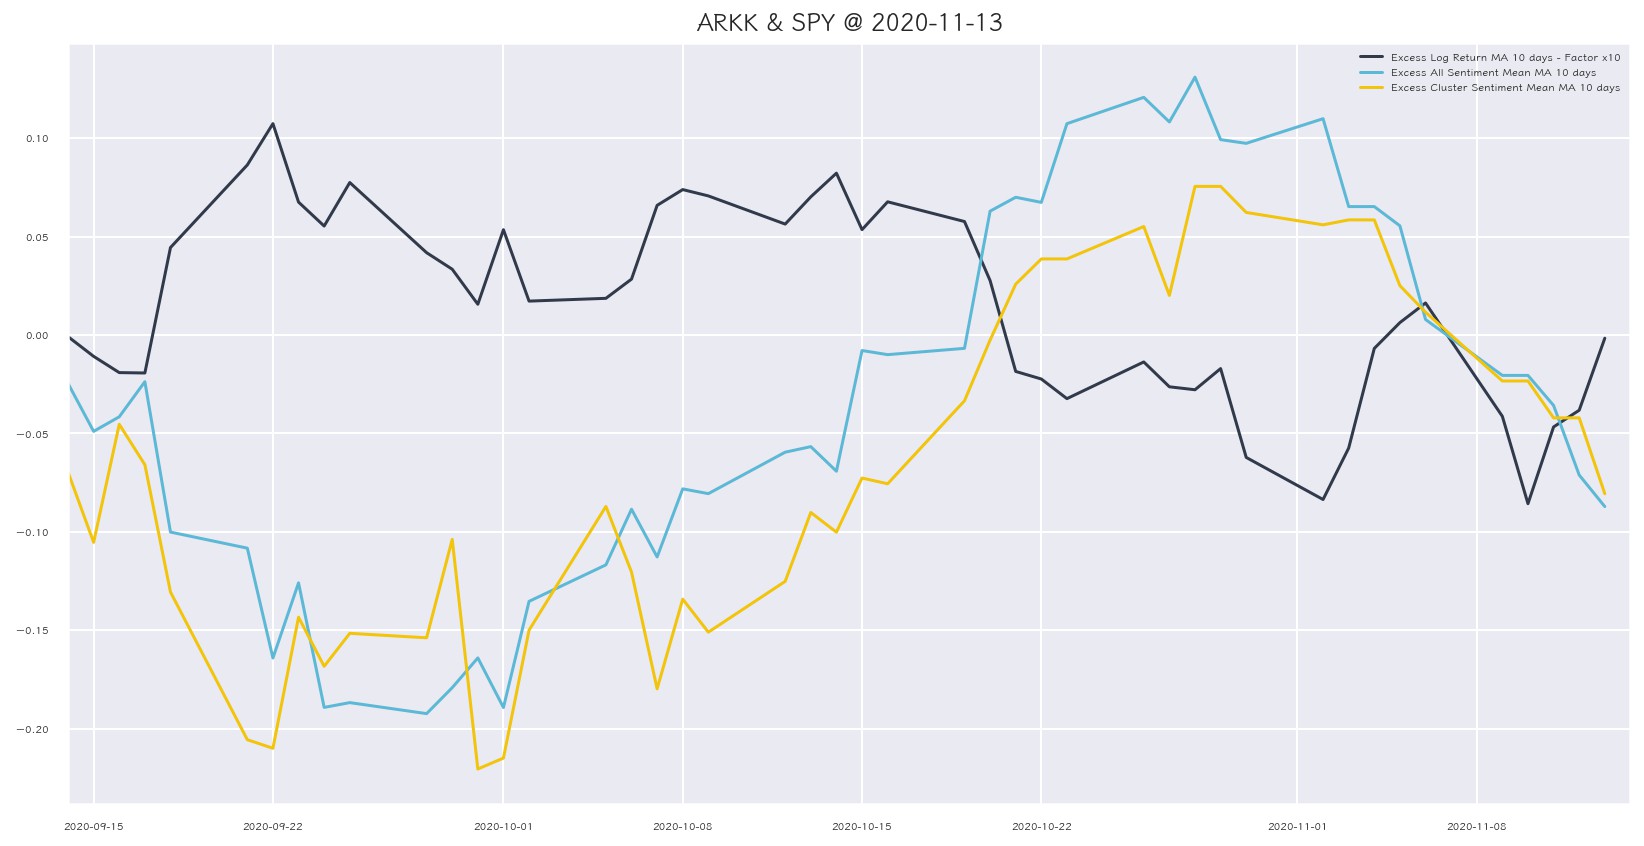 ARKK & SPY @ 2020-11-13
Excess Log Return MA 10 days - Factor x10
Excess All Sentiment Mean MA 10 days
Excess Cluster Sentiment Mean MA 10 days
0.10
0.05
0.00
−0.05
−0.10
−0.15
−0.20
2020-09-15 2020-09-22 2020-10-01 2020-10-08 2020-10-15 2020-10-22 2020-11-01 2020-11-08